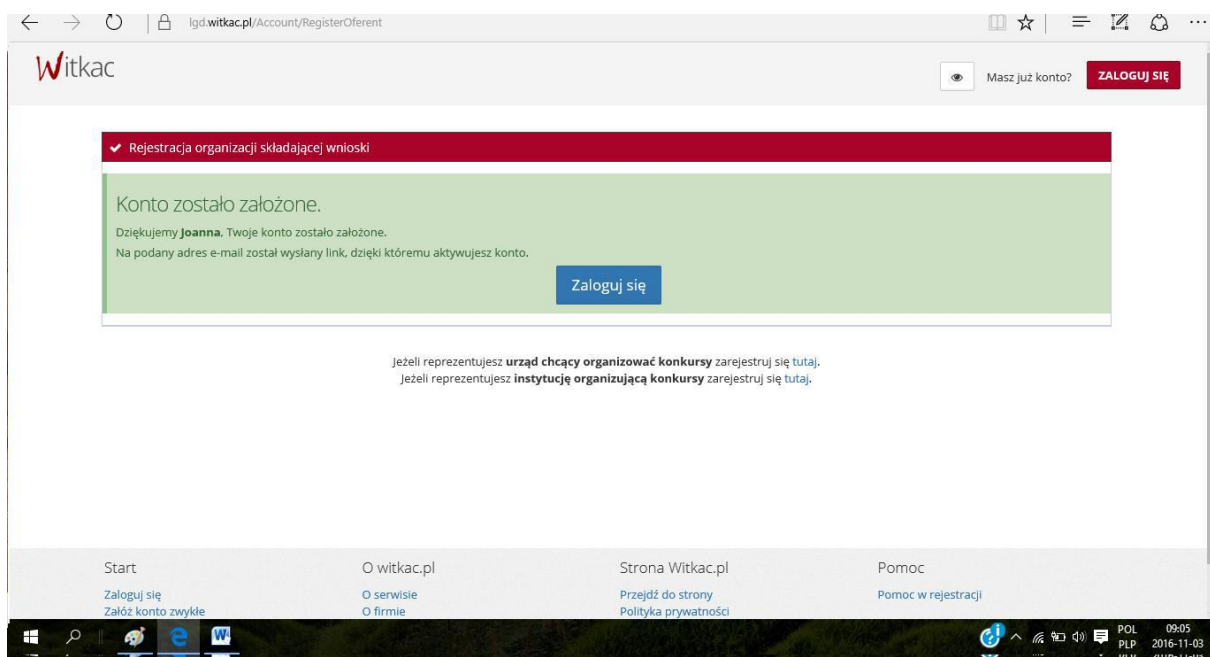 lgd.witkac.pl/Account/RegisterOferent
Witkac
Masz już konto?
ZALOGUJ SIĘ
Rejestracja organizacji składającej wnioski
Konto zostało założone.
Dziękujemy Joanna, Twoje konto zostało założone.
Na podany adres e-mail został wysłany link, dzięki któremu aktywujesz konto.
Zaloguj się
Jeżeli reprezentujesz urząd chcący organizować konkursy zarejestruj się tutaj.
Jeżeli reprezentujesz instytucję organizującą konkursy zarejestruj się tutaj.
Start
Zaloguj się
Załóż konto zwykłe
O witkac.pl
O serwisie
O firmie
Strona Witkac.pl
Przejdź do strony
Polityka prywatności
Pomoc
Pomoc w rejestracji
POL 09:05
PLP 2016-11-03